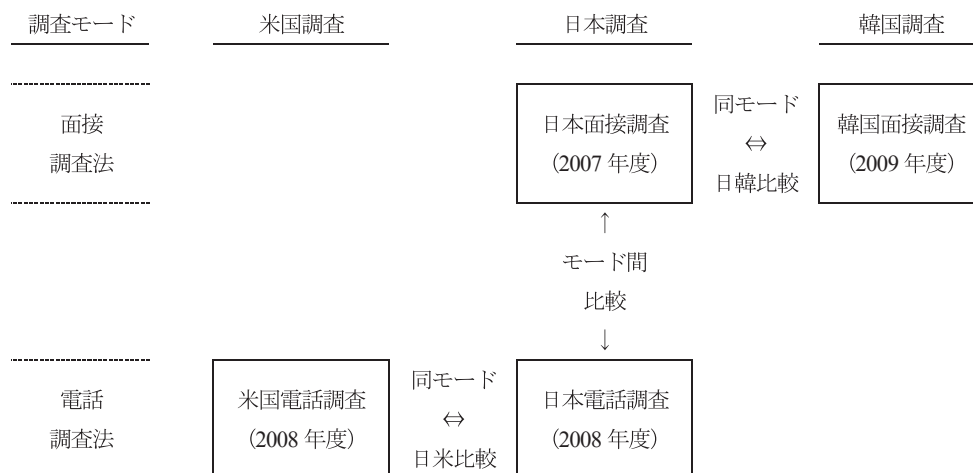 調査モード 米国調査 日本調査 韓国調査
面接
調査法
日本面接調査
(2007 年度)
同モード
⇔
日韓比較
韓国面接調査
(2009 年度)
↑
モード間
比較
↓
電話
調査法
米国電話調査
(2008 年度)
同モード
⇔
日米比較
日本電話調査
(2008 年度)